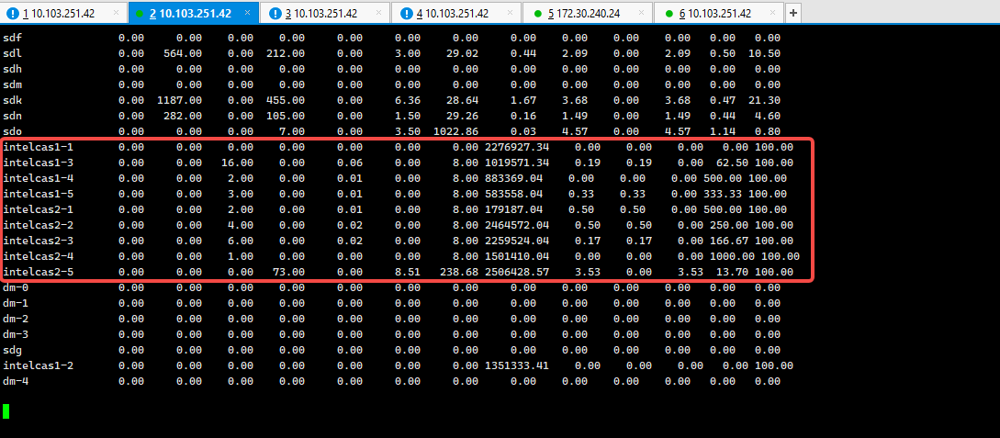 1 10.103.251.42 × 2 10.103.251.42 × 3 10.103.251.42 × 4 10.103.251.42 × 5 172.30.240.24 × 6 10.103.251.42 × +
sdf 0.00 0.00 0.00 0.00 0.00 0.00 0.00 0.00 0.00 0.00 0.00 0.00 0.00
sdl 0.00 564.00 0.00 212.00 0.00 3.00 29.02 0.44 2.09 0.00 2.09 0.50 10.50
sdh 0.00 0.00 0.00 0.00 0.00 0.00 0.00 0.00 0.00 0.00 0.00 0.00 0.00
sdm 0.00 0.00 0.00 0.00 0.00 0.00 0.00 0.00 0.00 0.00 0.00 0.00 0.00
sdk 0.00 1187.00 0.00 455.00 0.00 6.36 28.64 1.67 3.68 0.00 3.68 0.47 21.30
sdn 0.00 282.00 0.00 105.00 0.00 1.50 29.26 0.16 1.49 0.00 1.49 0.44 4.60
sdo 0.00 0.00 0.00 7.00 0.00 3.50 1022.86 0.03 4.57 0.00 4.57 1.14 0.80
intelcas1-1 0.00 0.00 0.00 0.00 0.00 0.00 0.00 2276927.34 0.00 0.00 0.00 0.00 100.00
intelcas1-3 0.00 0.00 16.00 0.00 0.06 0.00 8.00 1019571.34 0.19 0.19 0.00 62.50 100.00
intelcas1-4 0.00 0.00 2.00 0.00 0.01 0.00 8.00 883369.04 0.00 0.00 0.00 500.00 100.00
intelcas1-5 0.00 0.00 3.00 0.00 0.01 0.00 8.00 583558.04 0.33 0.33 0.00 333.33 100.00
intelcas2-1 0.00 0.00 2.00 0.00 0.01 0.00 8.00 179187.04 0.50 0.50 0.00 500.00 100.00
intelcas2-2 0.00 0.00 4.00 0.00 0.02 0.00 8.00 2464572.04 0.50 0.50 0.00 250.00 100.00
intelcas2-3 0.00 0.00 6.00 0.00 0.02 0.00 8.00 2259524.04 0.17 0.17 0.00 166.67 100.00
intelcas2-4 0.00 0.00 1.00 0.00 0.00 0.00 8.00 1501410.04 0.00 0.00 0.00 1000.00 100.00
intelcas2-5 0.00 0.00 0.00 73.00 0.00 8.51 238.68 2506428.57 3.53 0.00 3.53 13.70 100.00
dm-0 0.00 0.00 0.00 0.00 0.00 0.00 0.00 0.00 0.00 0.00 0.00 0.00 0.00
dm-1 0.00 0.00 0.00 0.00 0.00 0.00 0.00 0.00 0.00 0.00 0.00 0.00 0.00
dm-2 0.00 0.00 0.00 0.00 0.00 0.00 0.00 0.00 0.00 0.00 0.00 0.00 0.00
dm-3 0.00 0.00 0.00 0.00 0.00 0.00 0.00 0.00 0.00 0.00 0.00 0.00 0.00
sdg 0.00 0.00 0.00 0.00 0.00 0.00 0.00 0.00 0.00 0.00 0.00 0.00 0.00
intelcas1-2 0.00 0.00 0.00 0.00 0.00 0.00 0.00 1351333.41 0.00 0.00 0.00 0.00 100.00
dm-4 0.00 0.00 0.00 0.00 0.00 0.00 0.00 0.00 0.00 0.00 0.00 0.00 0.00